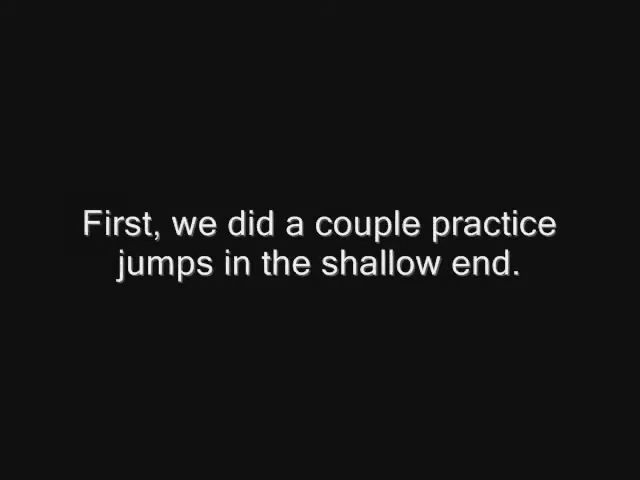 First, we did a couple practice
jumps in the shallow end.